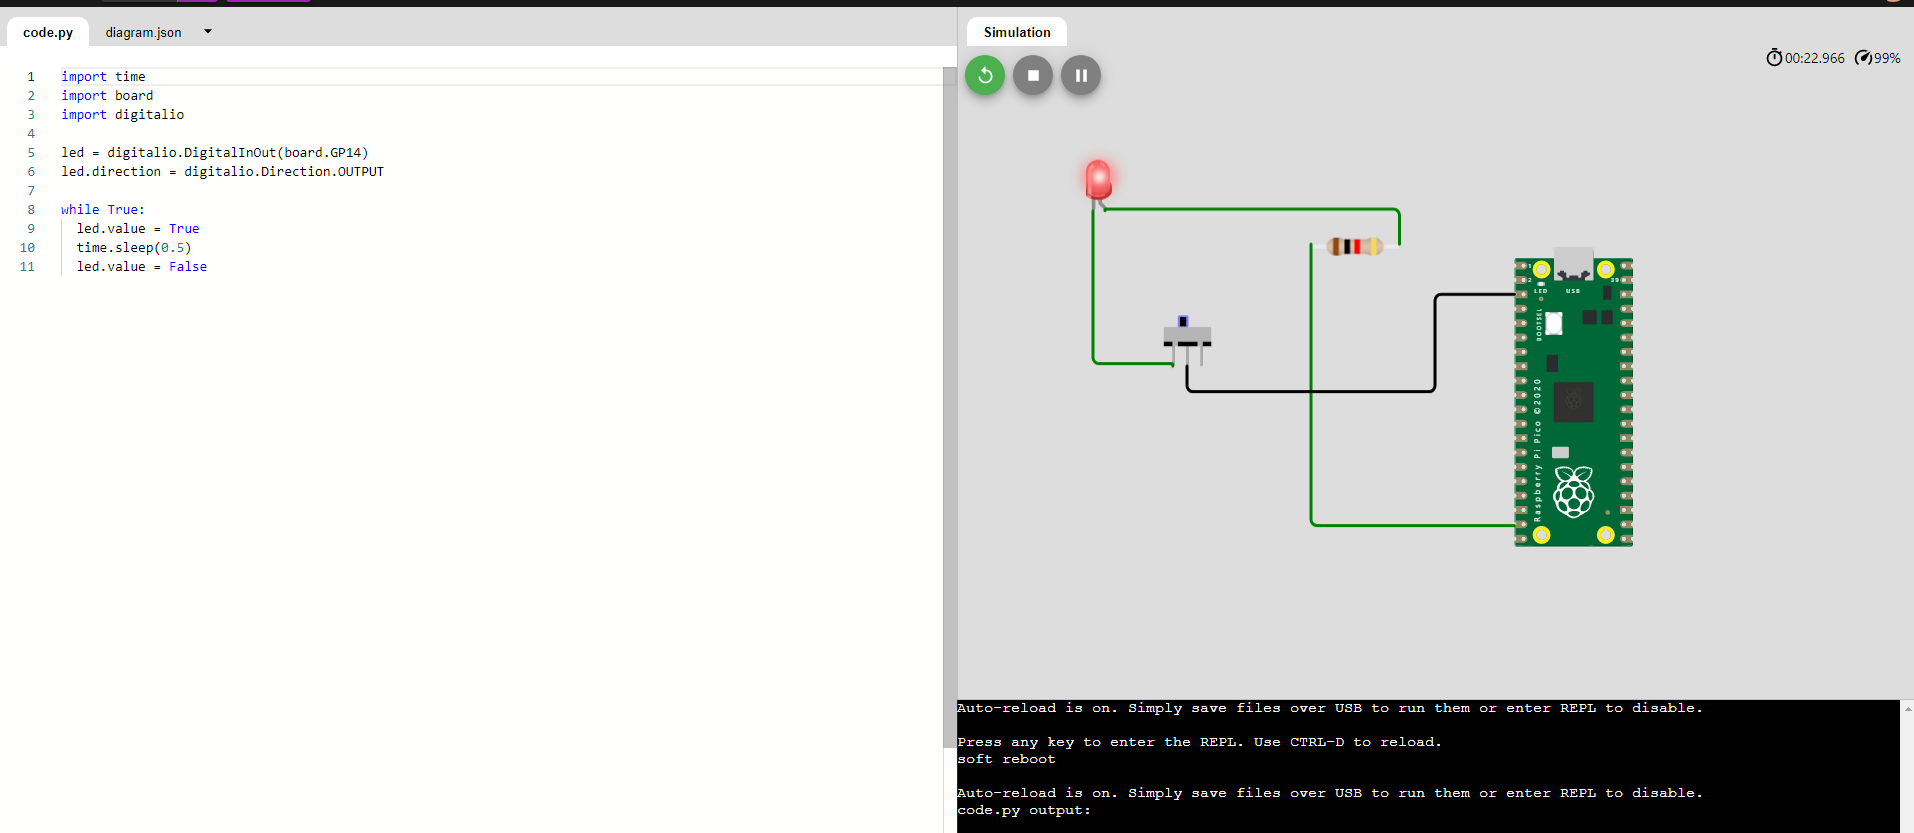 code.py diagram.json
1 import time
2 import board
3 import digitalio
4
5 led = digitalio.DigitalInOut(board.GP14)
6 led.direction = digitalio.Direction.OUTPUT
7
8 while True:
9 led.value = True
10 time.sleep(0.5)
11 led.value = False
Simulation
00:22.966 99%
1
2 39
LED USB
BOOTSEL
Raspberry Pi Pico ©2020
Auto-reload is on. Simply save files over USB to run them or enter REPL to disable.
Press any key to enter the REPL. Use CTRL-D to reload.
soft reboot
Auto-reload is on. Simply save files over USB to run them or enter REPL to disable.
code.py output: